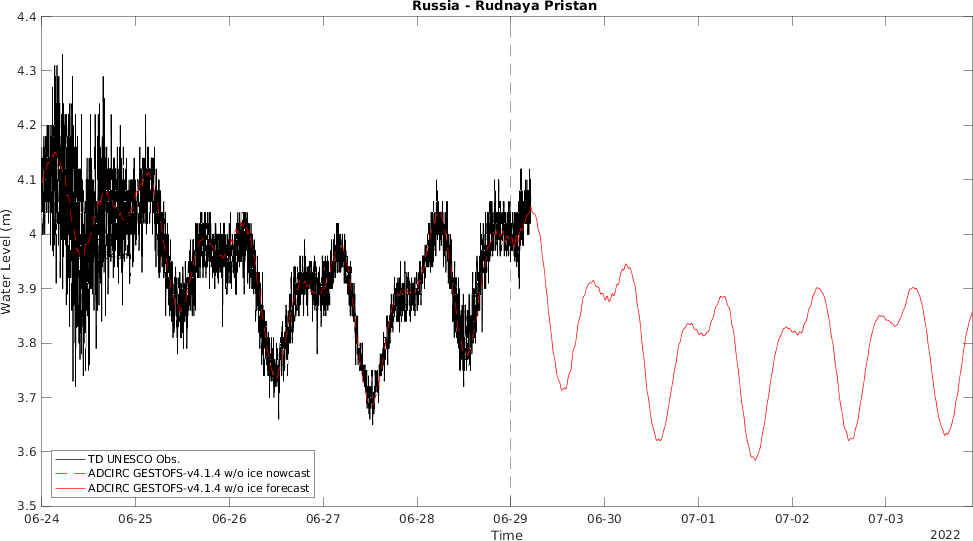 Russia - Rudnaya Pristan
4.4
4.3
4.2
4.1
4
3.9
3.8
3.7
3.6
3.5
Water Level (m)
TD UNESCO Obs.
ADCIRC GESTOFS-v4.1.4 w/o ice nowcast
ADCIRC GESTOFS-v4.1.4 w/o ice forecast
06-24 06-25 06-26 06-27 06-28 06-29 06-30 07-01 07-02 07-03
Time
2022